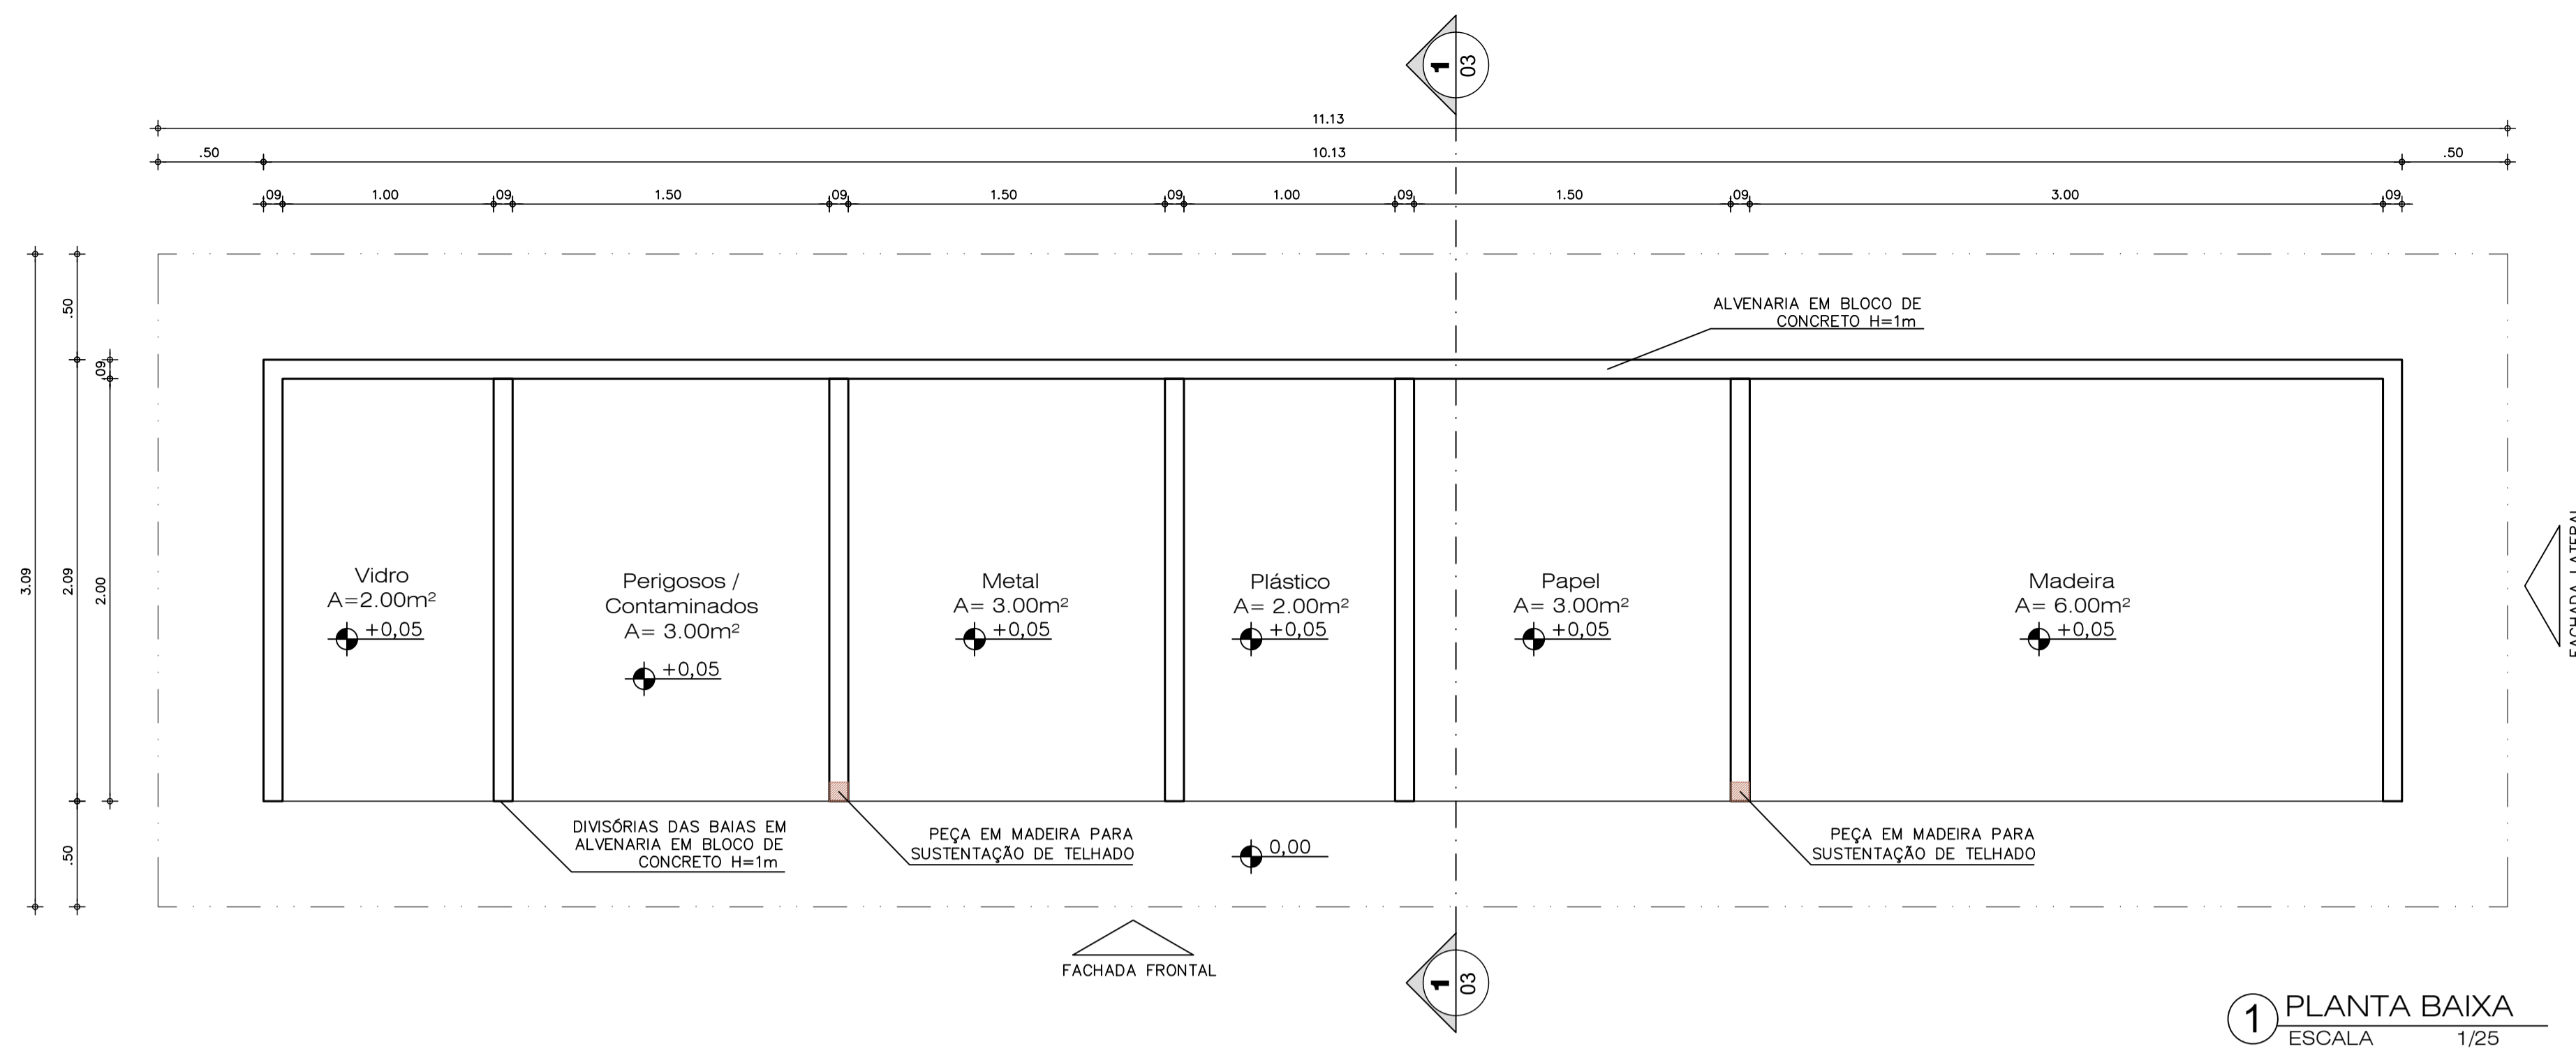 1
03
11.13
.50
10.13
.50
.09
1.00
.09
1.50
.09
1.50
.09
1.00
.09
1.50
.09
3.00
.09
3.09
.50
2.09
.50
.09
2.00
ALVENARIA EM BLOCO DE
CONCRETO H=1m
Vidro
A=2.00m²
+0,05
Perigosos /
Contaminados
A= 3.00m²
+0,05
Metal
A= 3.00m²
+0,05
Plástico
A= 2.00m²
+0,05
Papel
A= 3.00m²
+0,05
Madeira
A= 6.00m²
+0,05
FACHADA LATERAL
DIVISÓRIAS DAS BAIAS EM
ALVENARIA EM BLOCO DE
CONCRETO H=1m
PEÇA EM MADEIRA PARA
SUSTENTAÇÃO DE TELHADO
0,00
PEÇA EM MADEIRA PARA
SUSTENTAÇÃO DE TELHADO
FACHADA FRONTAL
1
03
1 PLANTA BAIXA
ESCALA 1/25